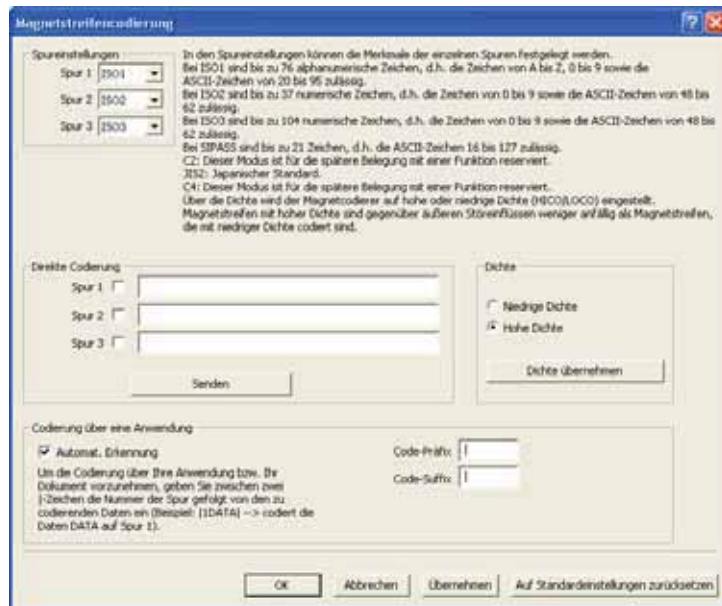 Magnetstreifencodierung
Spureinstellungen
Spur 1 ISO1
Spur 2 ISO2
Spur 3 ISO3
In den Spureinstellungen können die Merkmale der einzelnen Spuren festgelegt werden.
Bei ISO1 sind bis zu 76 alphanumerische Zeichen, d.h. die Zeichen von A bis Z, 0 bis 9 sowie die
ASCII-Zeichen von 20 bis 95 zulässig.
Bei ISO2 sind bis zu 37 numerische Zeichen, d.h. die Zeichen von 0 bis 9 sowie die ASCII-Zeichen von 48 bis
62 zulässig.
Bei ISO3 sind bis zu 104 numerische Zeichen, d.h. die Zeichen von 0 bis 9 sowie die ASCII-Zeichen von 48 bis
62 zulässig.
Bei SIPASS sind bis zu 21 Zeichen, d.h. die ASCII-Zeichen 16 bis 127 zulässig.
C2: Dieser Modus ist für die spätere Belegung mit einer Funktion reserviert.
JIS2: Japanischer Standard.
C4: Dieser Modus ist für die spätere Belegung mit einer Funktion reserviert.
Über die Dichte wird der Magnetcodierer auf hohe oder niedrige Dichte (HICO/LOCO) eingestellt.
Magnetstreifen mit hoher Dichte sind gegenüber äußeren Störeinflüssen weniger anfällig als Magnetstreifen,
die mit niedriger Dichte codiert sind.
Direkte Codierung
Spur 1
Spur 2
Spur 3
Senden
Dichte
Niedrige Dichte
Hohe Dichte
Dichte übernehmen
Codierung über eine Anwendung
Automat. Erkennung
Um die Codierung über Ihre Anwendung bzw. Ihr
Dokument vorzunehmen, geben Sie zwischen zwei
|-Zeichen die Nummer der Spur gefolgt von den zu
codierenden Daten ein (Beispiel: |1DATA| --> codiert die
Daten DATA auf Spur 1).
Code-Präfix |
Code-Suffix |
OK
Abbrechen
Übernehmen
Auf Standardeinstellungen zurücksetzen